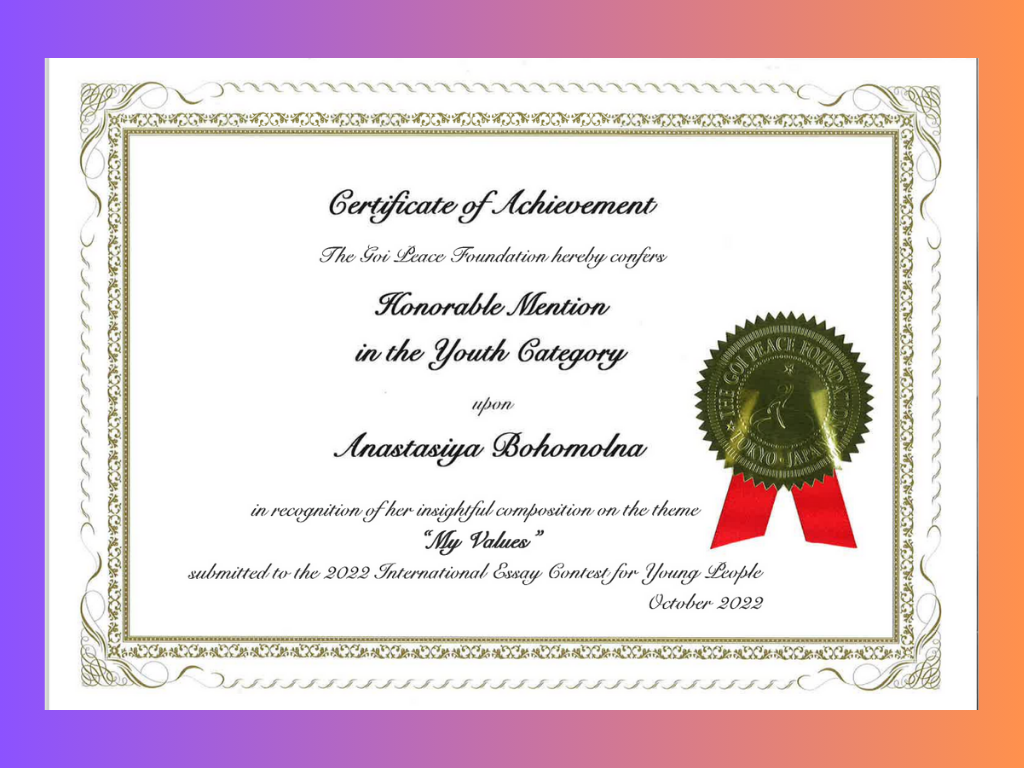 Certificate of Achievement
The Goi Peace Foundation hereby confers
Honorable Mention
in the Youth Category
upon
Anastasiya Bohomolna
in recognition of her insightful composition on the theme
“My Values”
submitted to the 2022 International Essay Contest for Young People
October 2022
THE GOI PEACE FOUNDATION
TOKYO JAPAN